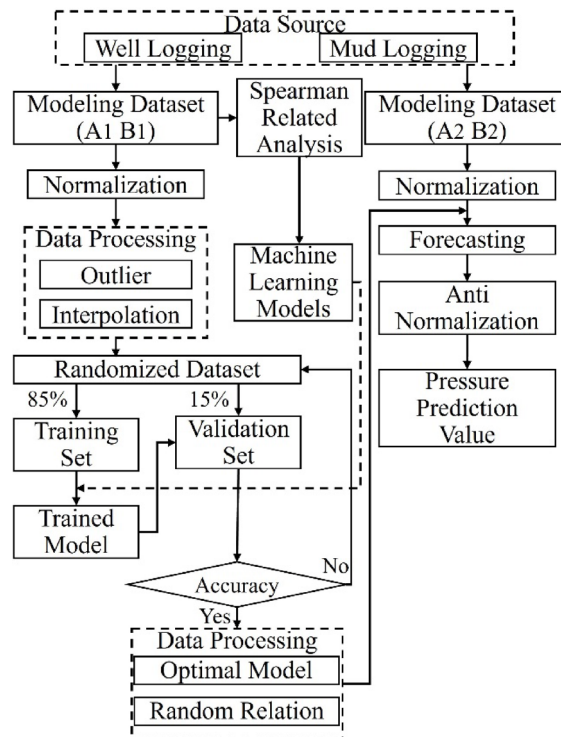 Data Source
Well Logging
Mud Logging
Modeling Dataset
(A1 B1)
Spearman
Related
Analysis
Modeling Dataset
(A2 B2)
Normalization
Normalization
Data Processing
Outlier
Interpolation
Machine
Learning
Models
Forecasting
Anti
Normalization
Randomized Dataset
85%
15%
Pressure
Prediction
Value
Training
Set
Validation
Set
Trained
Model
Accuracy
No
Yes
Data Processing
Optimal Model
Random Relation